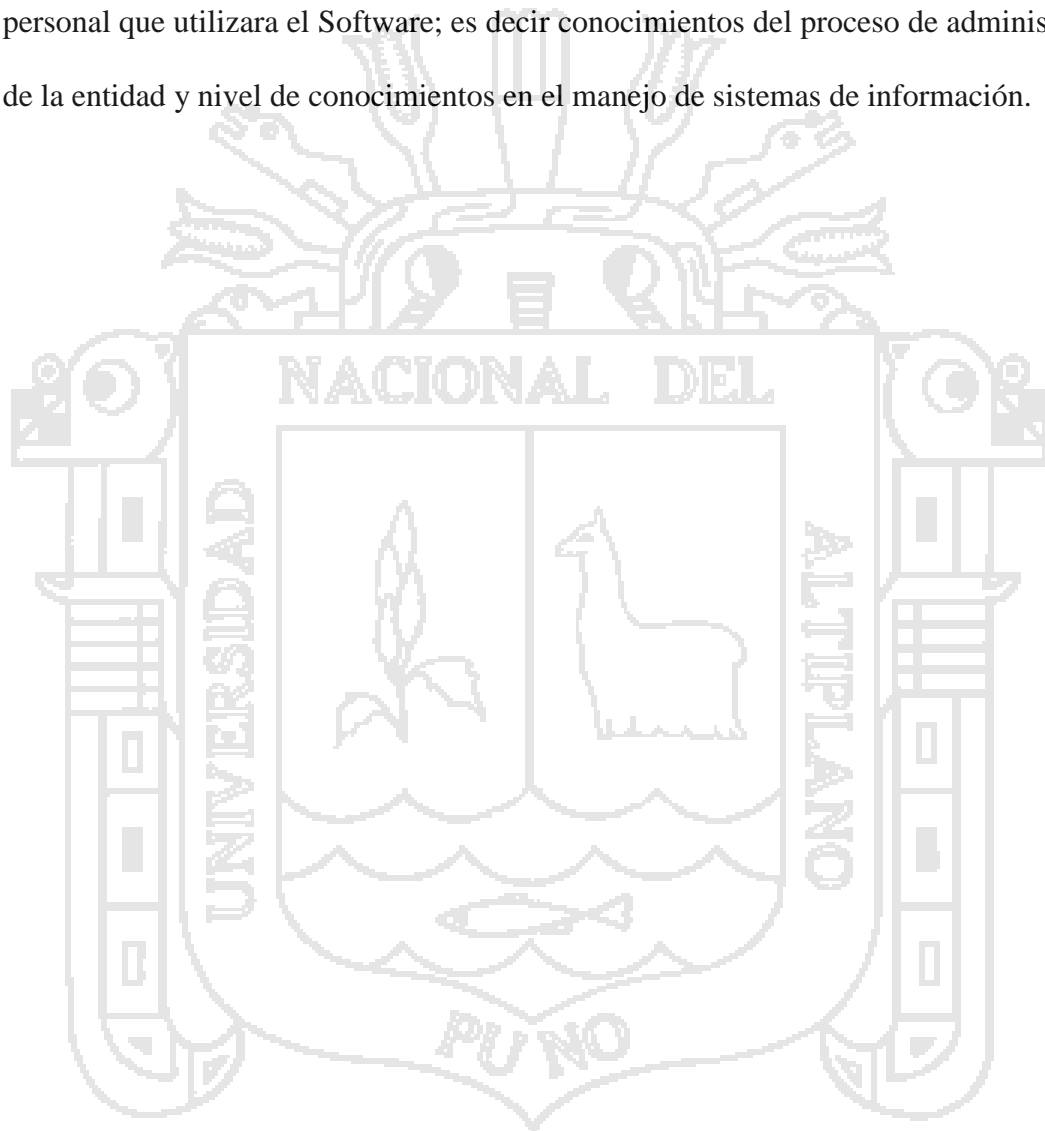 personal que utilizara el Software; es decir conocimientos del proceso de adminis
de la entidad y nivel de conocimientos en el manejo de sistemas de información.
NACIONAL DEL
UNIVERSIDAD
ALTIPLANO
PUNO